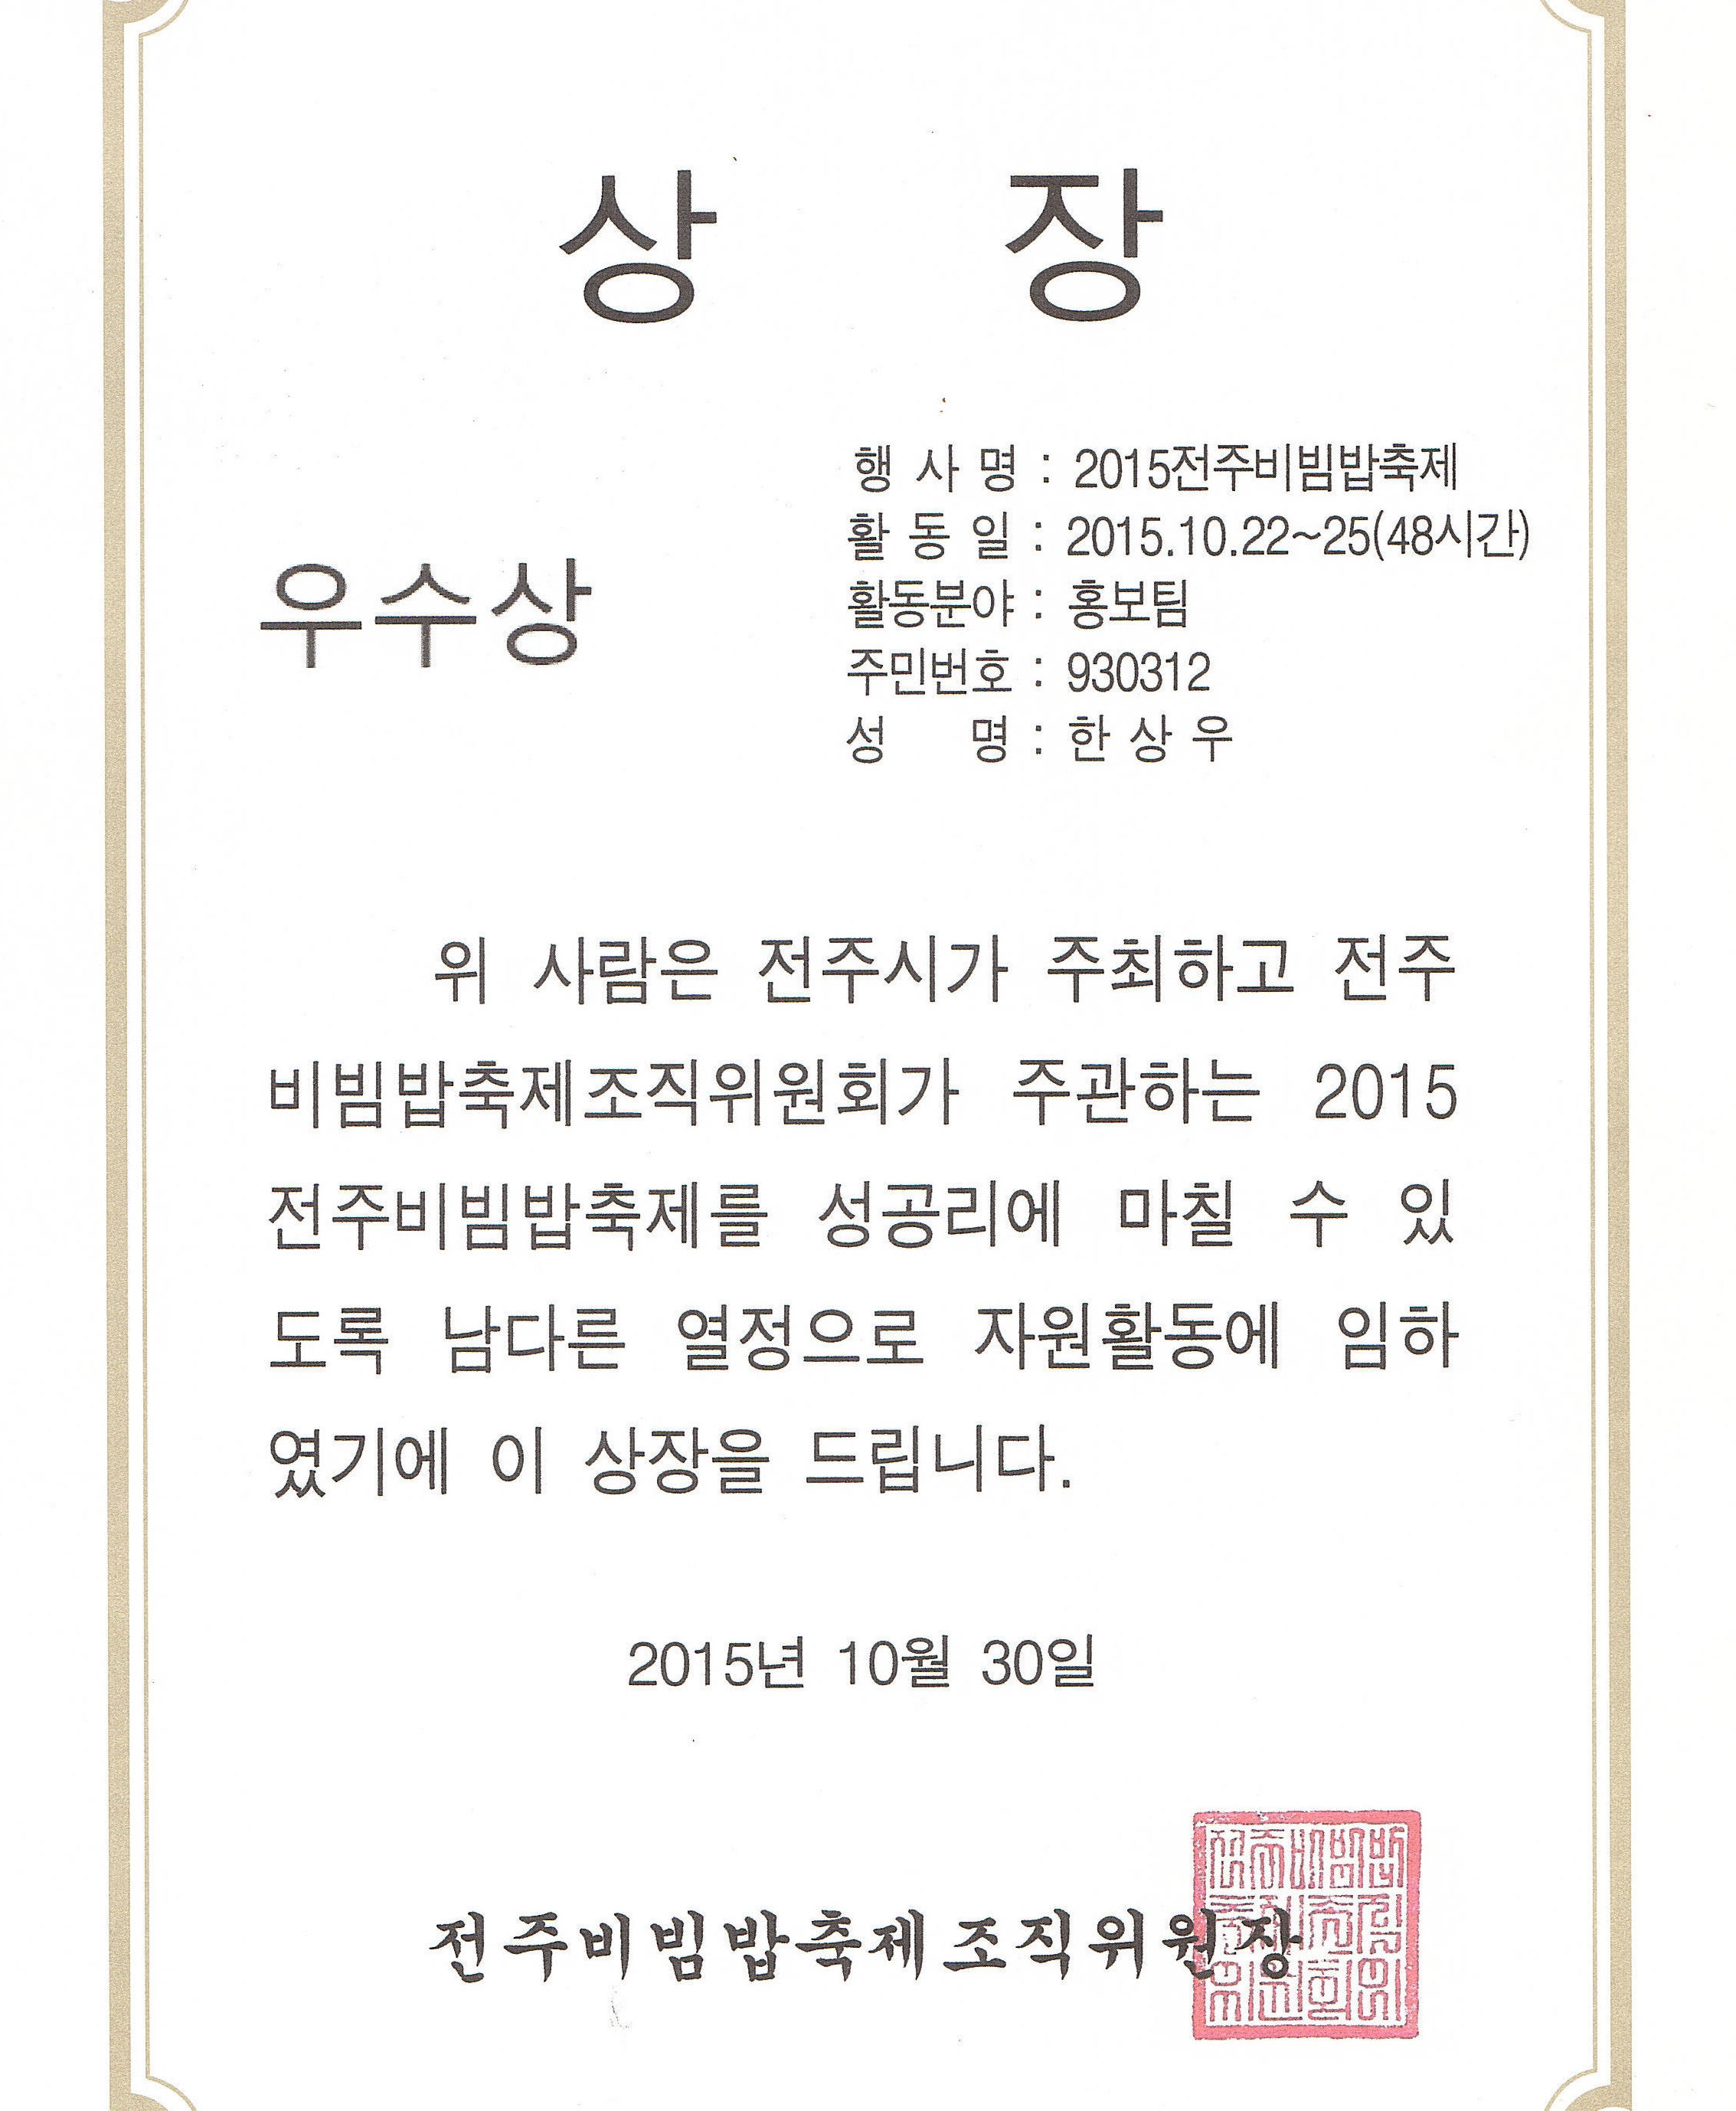 상 장
우수상
행 사 명 : 2015전주비빔밥축제
활 동 일 : 2015.10.22~25(48시간)
활동분야 : 홍보팀
주민번호 : 930312
성 명 : 한 상 우
위 사람은 전주시가 주최하고 전주
비빔밥축제조직위원회가 주관하는 2015
전주비빔밥축제를 성공리에 마칠 수 있
도록 남다른 열정으로 자원활동에 임하
였기에 이 상장을 드립니다.
2015년 10월 30일
전주비빔밥축제조직위원장